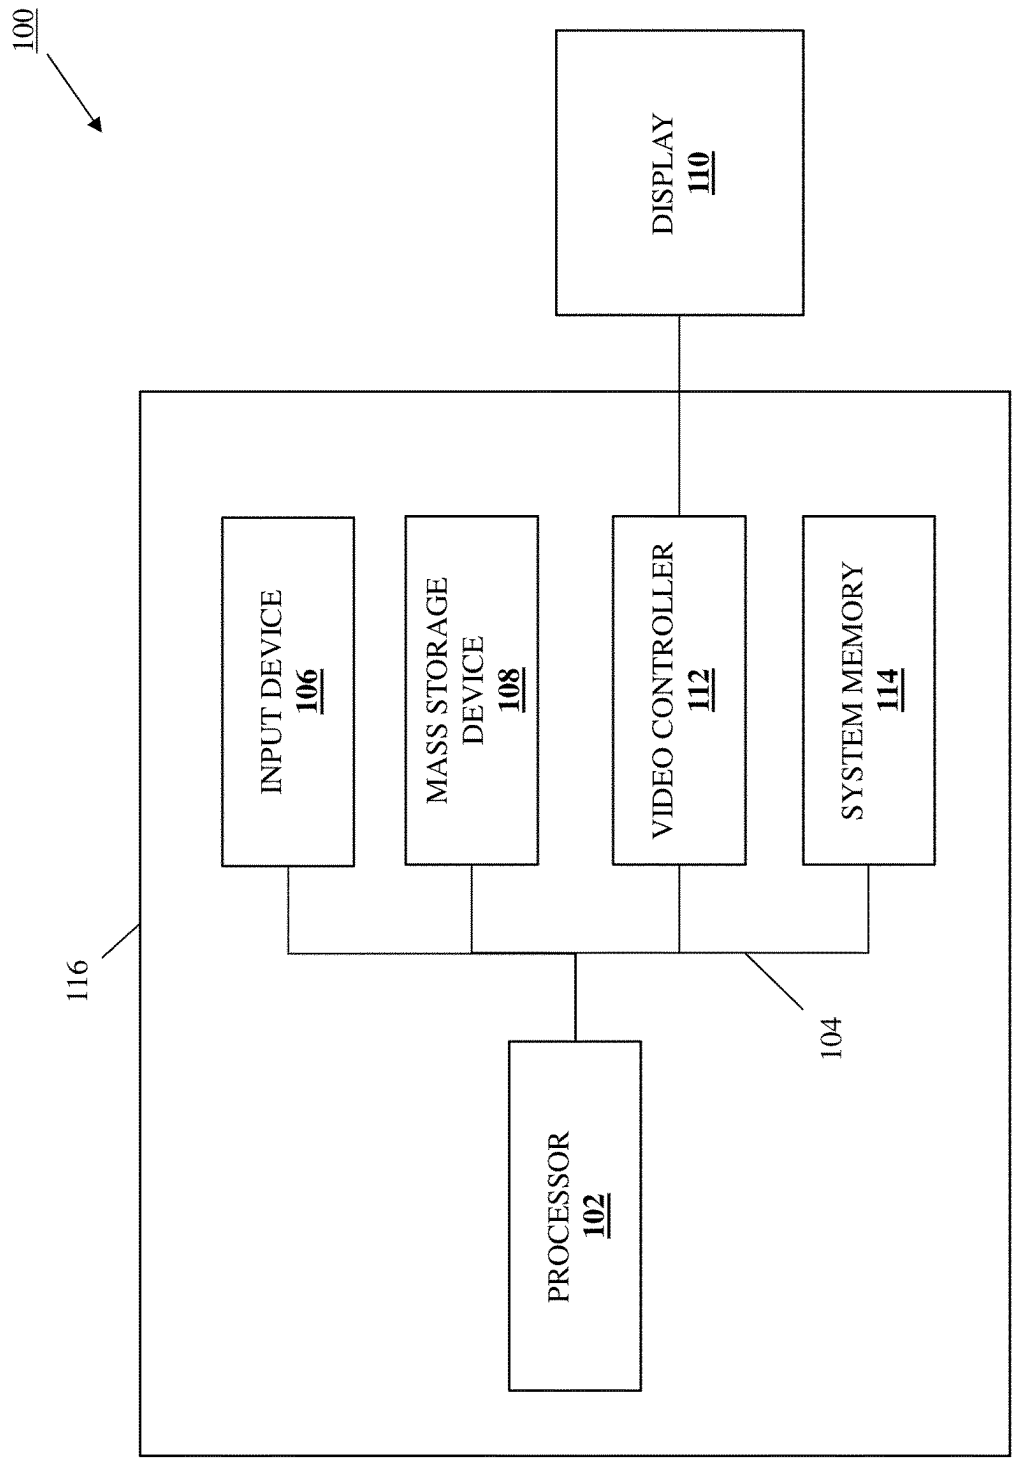 100
116
INPUT DEVICE
106
MASS STORAGE
DEVICE
108
PROCESSOR
102
VIDEO CONTROLLER
112
DISPLAY
110
104
SYSTEM MEMORY
114